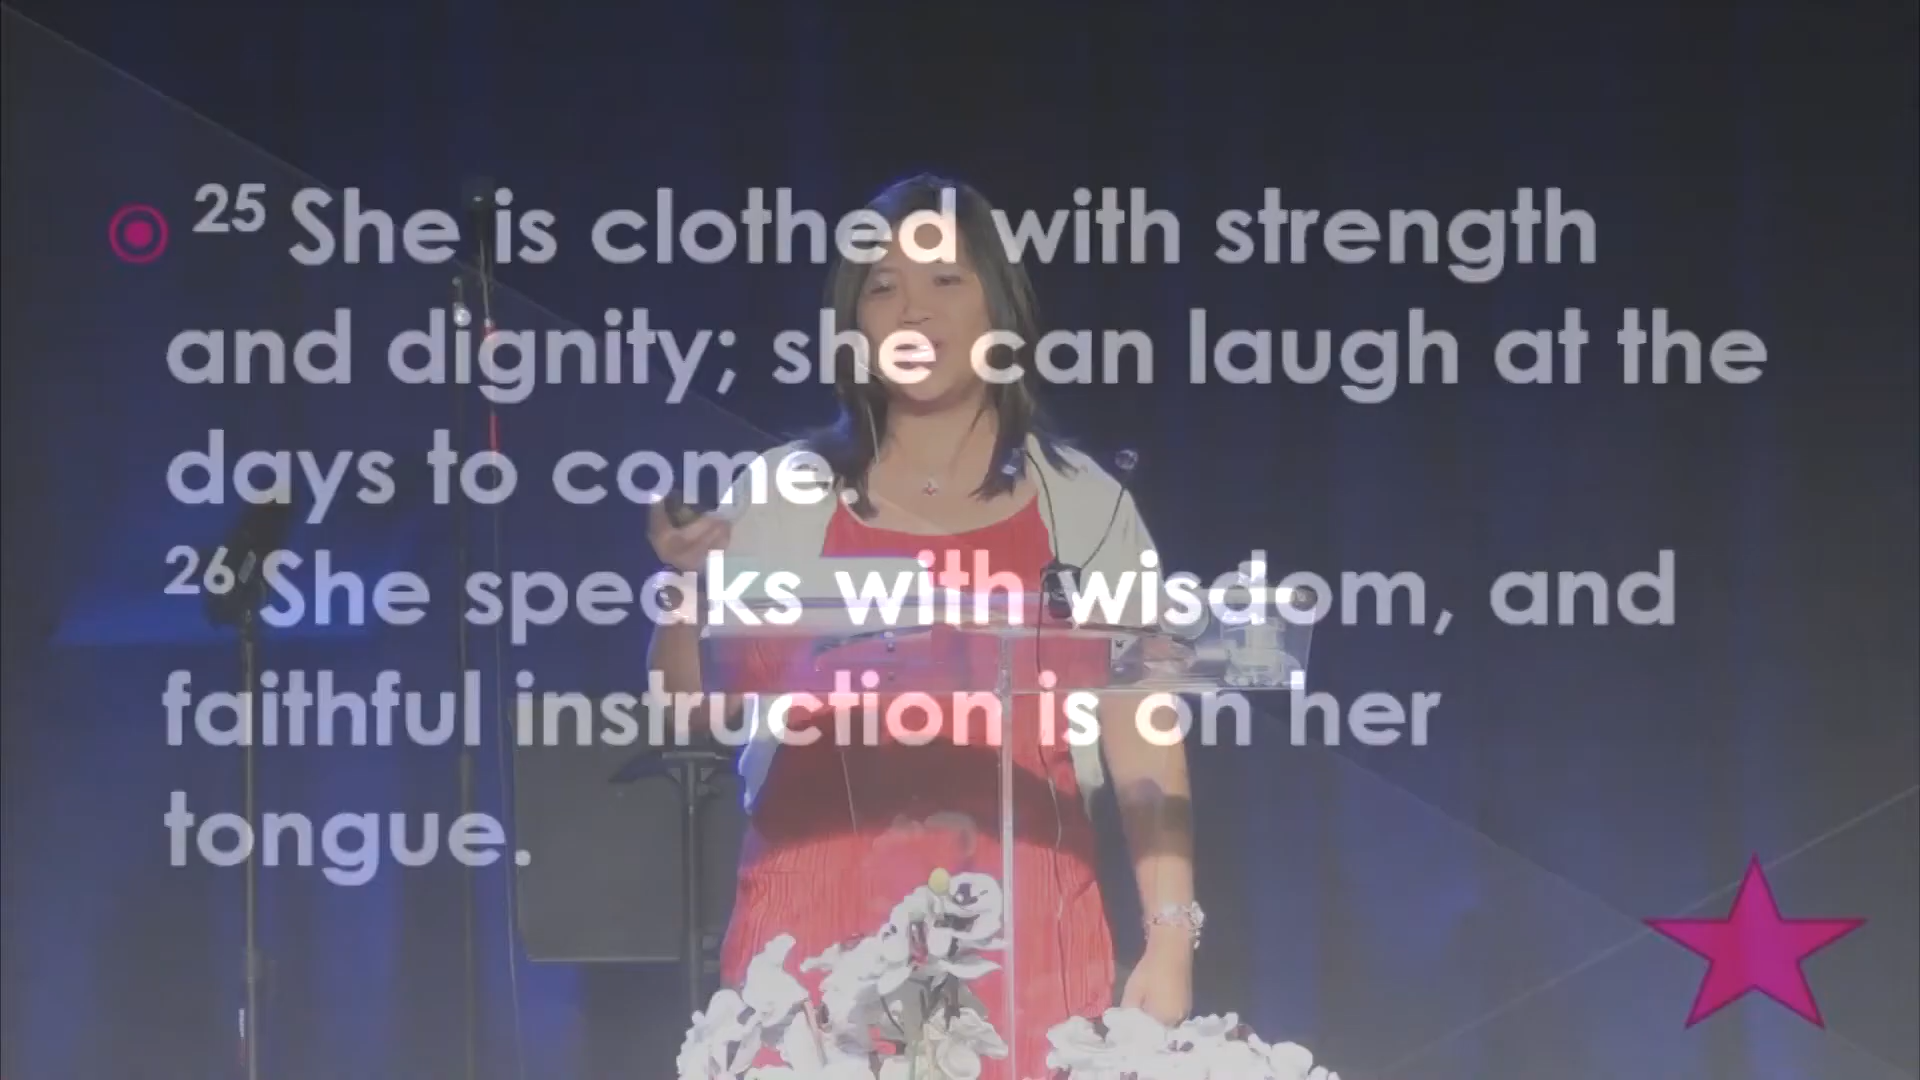 25 She is clothed with strength
and dignity; she can laugh at the
days to come.
26 She speaks with wisdom, and
faithful instruction is on her
tongue.